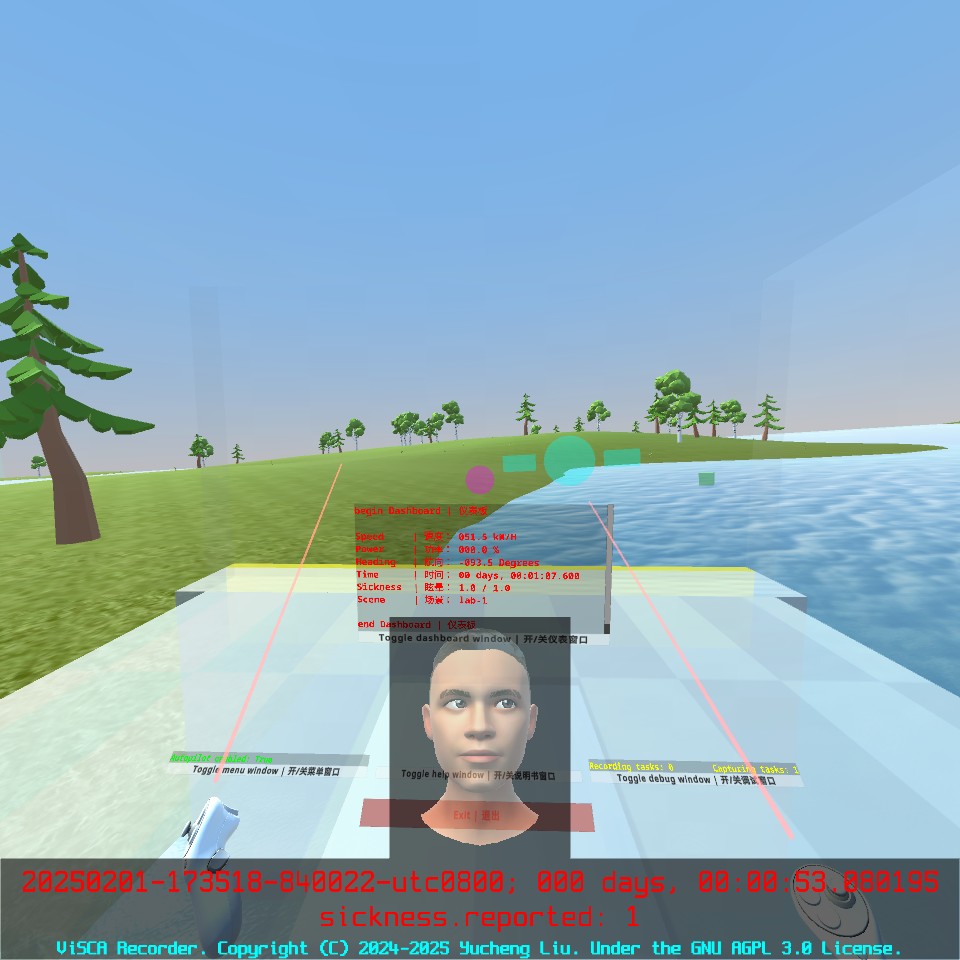 begin Dashboard | 仪表板
Speed | 速度: 051.5 kM/H
Power | 功率: 000.0 %
Heading | 航向: -093.5 Degrees
Time | 时间: 00 days, 00:01:07.600
Sickness | 眩晕: 1.0 / 1.0
Scene | 场景: lab-1
end Dashboard | 仪表板
Toggle dashboard window | 开/关仪表窗口
Autopilot enabled: True
Toggle menu window | 开/关菜单窗口
Toggle help window | 开/关说明书窗口
Recording tasks: 0 Capturing tasks: 1
Toggle debug window | 开/关调试窗口
Exit | 退出
20250201-173518-840022-utc0800; 000 days, 00:00:53.080195
sickness.reported: 1
ViSCA Recorder. Copyright (C) 2024-2025 Yucheng Liu. Under the GNU AGPL 3.0 License.